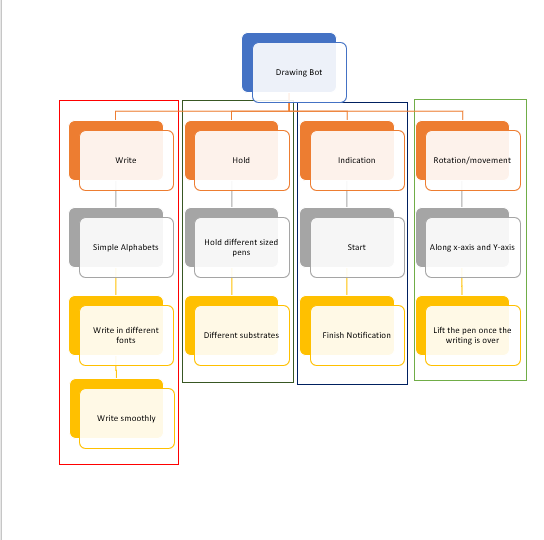 Drawing Bot
Write
Hold
Indication
Rotation/movement
Simple Alphabets
Hold different sized
pens
Start
Along x-axis and Y-axis
Write in different
fonts
Different substrates
Finish Notification
Lift the pen once the
writing is over
Write smoothly